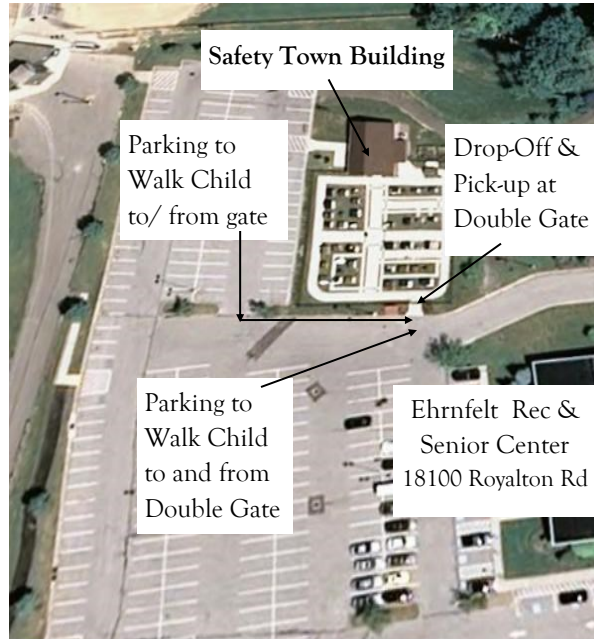 Safety Town Building
Parking to
Walk Child
to/ from gate
Drop-Off &
Pick-up at
Double Gate
Parking to
Walk Child
to and from
Double Gate
Ehrnfelt Rec &
Senior Center
18100 Royalton Rd